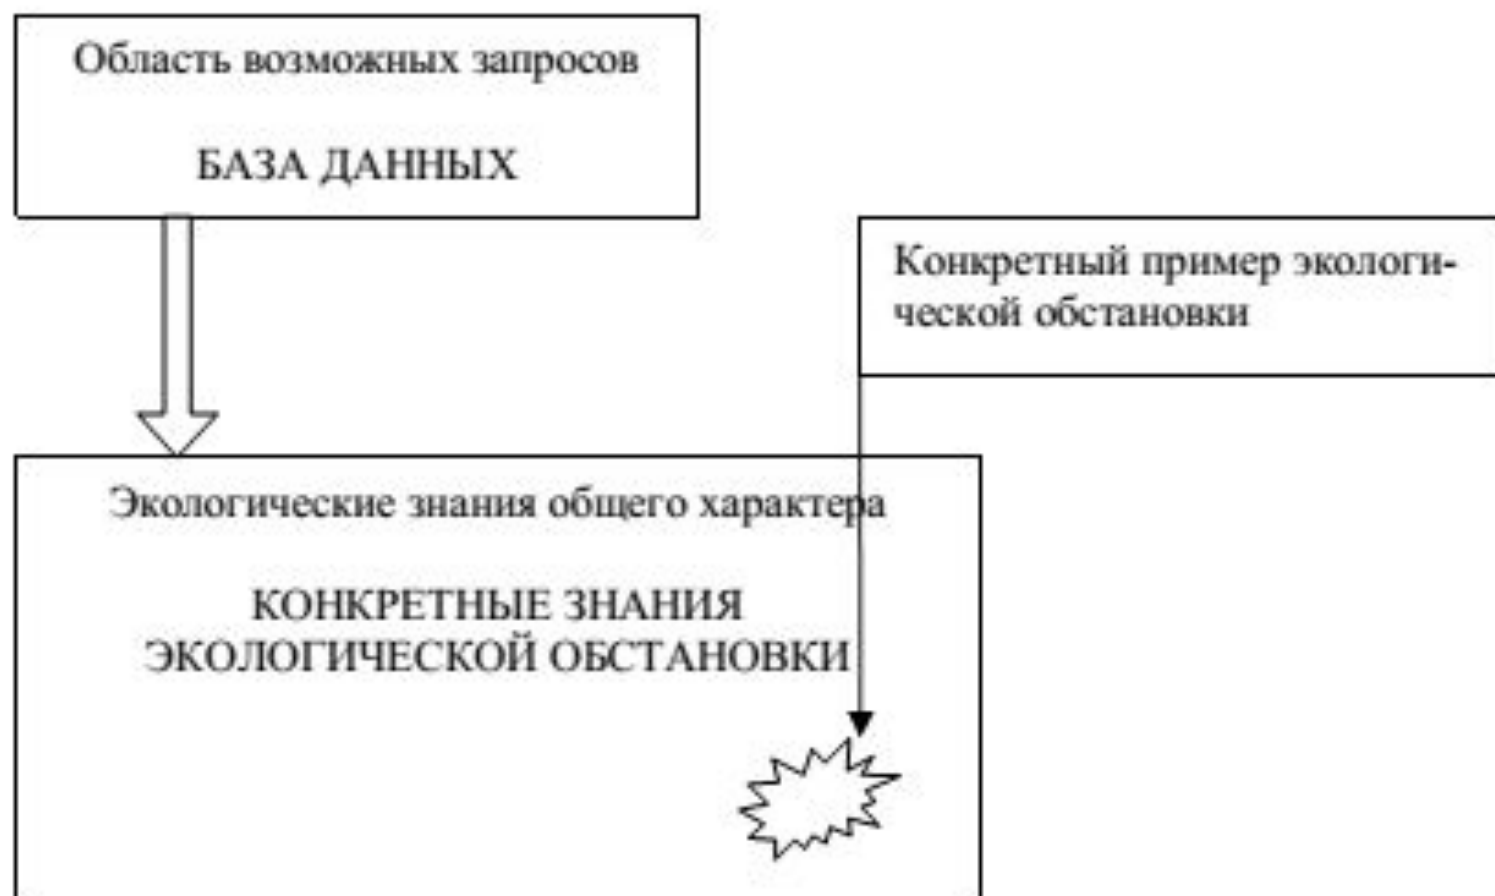 Область возможных запросов
БАЗА ДАННЫХ
Конкретный пример экологи-
ческой обстановки
Экологические знания общего характера
КОНКРЕТНЫЕ ЗНАНИЯ
ЭКОЛОГИЧЕСКОЙ ОБСТАНОВКИ